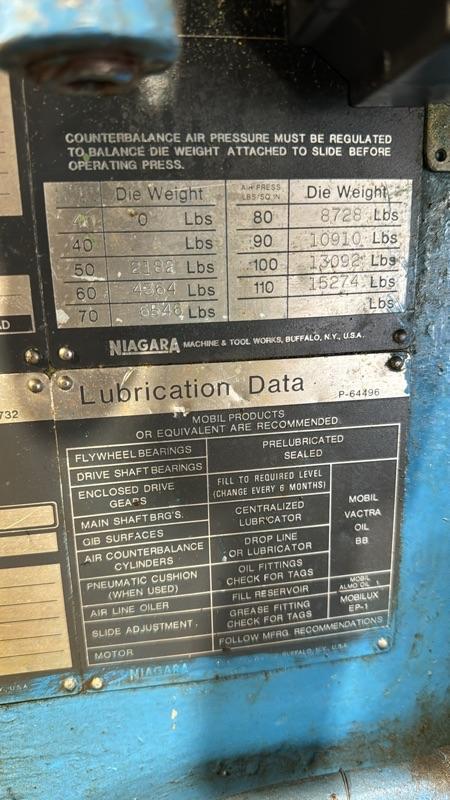 COUNTERBALANCE AIR PRESSURE MUST BE REGULATED
TO BALANCE DIE WEIGHT ATTACHED TO SLIDE BEFORE
OPERATING PRESS.
Die Weight AIR PRESS LBS/SQ.IN Die Weight
40 0 Lbs 80 8728 Lbs
40 Lbs 90 10910 Lbs
50 2182 Lbs 100 13092 Lbs
60 4364 Lbs 110 15274 Lbs
70 6546 Lbs Lbs
NIAGARA MACHINE & TOOL WORKS, BUFFALO, N.Y., U.S.A.
Lubrication Data P-64496
732
MOBIL PRODUCTS
OR EQUIVALENT ARE RECOMMENDED
FLYWHEEL BEARINGS PRELUBRICATED
DRIVE SHAFT BEARINGS SEALED
ENCLOSED DRIVE GEARS FILL TO REQUIRED LEVEL
(CHANGE EVERY 6 MONTHS)
MAIN SHAFT BRG'S. CENTRALIZED
GIB SURFACES LUBRICATOR
MOBIL
VACTRA
OIL
BB
AIR COUNTERBALANCE DROP LINE
CYLINDERS OR LUBRICATOR
PNEUMATIC CUSHION OIL FITTINGS
(WHEN USED) CHECK FOR TAGS
AIR LINE OILER FILL RESERVOIR MOBIL
ALMO OIL 1
SLIDE ADJUSTMENT GREASE FITTING MOBILUX
CHECK FOR TAGS EP-1
MOTOR FOLLOW MFRG. RECOMMENDATIONS
NIAGARA BUFFALO, N.Y., U.S.A.